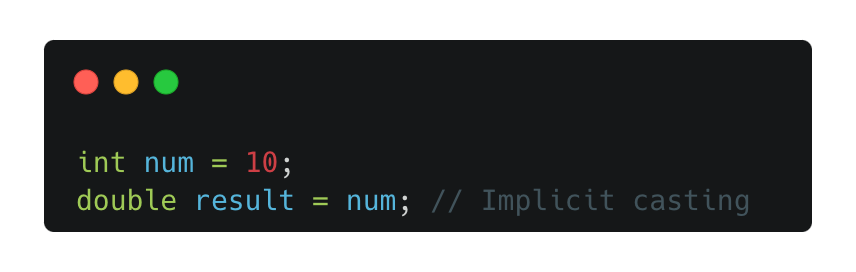 int num = 10;
double result = num; // Implicit casting